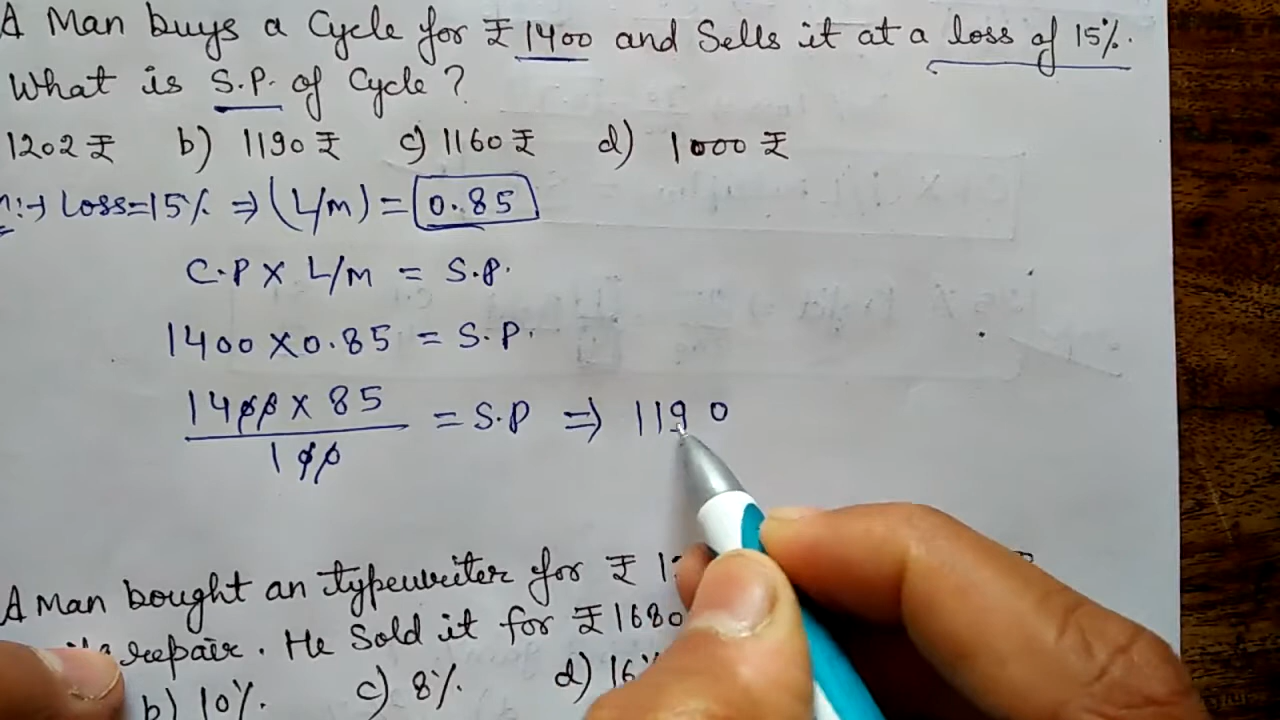 A Man buys a Cycle for ₹ 1400 and Sells it at a loss of 15%.
What is S.P. of Cycle ?
1202 ₹ b) 1190 ₹ c) 1160 ₹ d) 1000 ₹
Loss=15% ⇒ (L/M) = 0.85
C.P X L/M = S.P.
1400 X 0.85 = S.P.
1400 X 85 / 100 = S.P ⇒ 1190
A Man bought an typewriter for ₹
repair. He Sold it for ₹ 1680
b) 10%. c) 8%. d) 16%